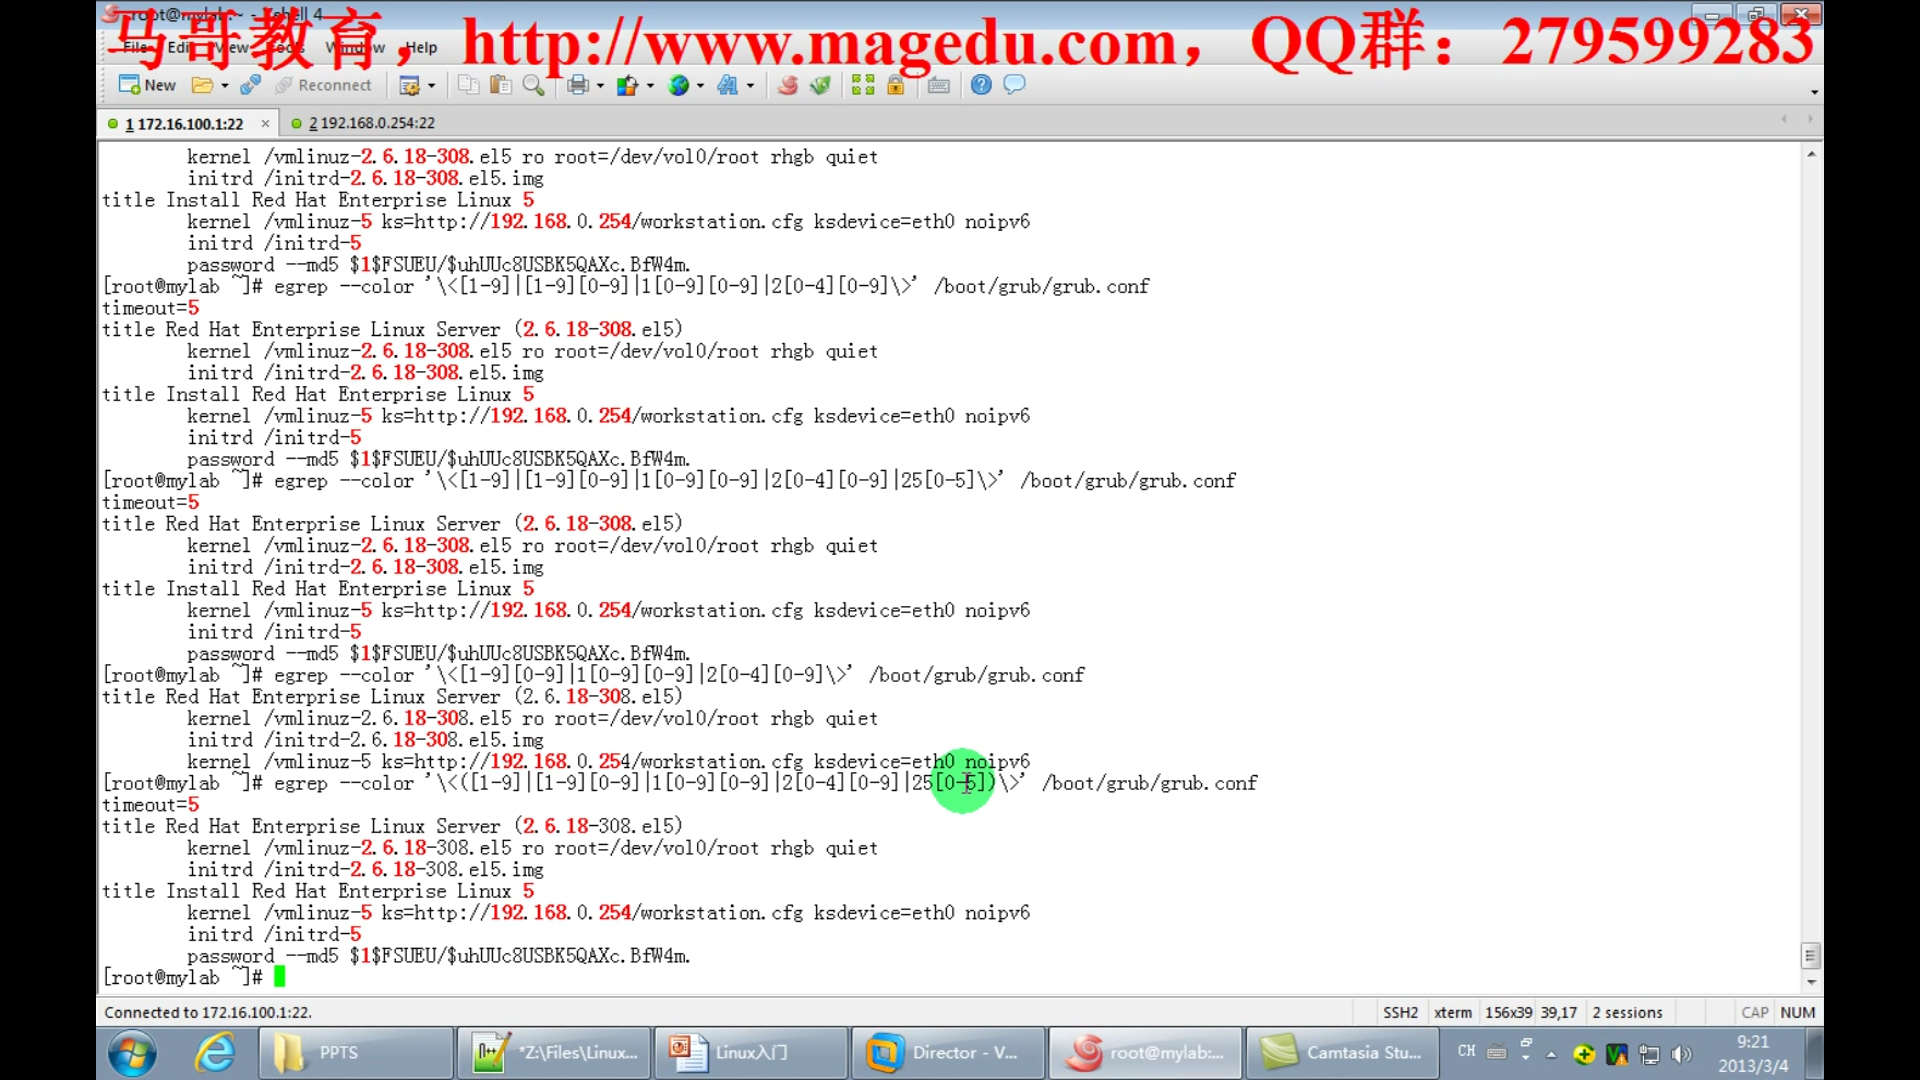 root@mylab:~ - Xshell 4
马哥教育，http://www.magedu.com，QQ群：279599283
File Edit View Tools Window Help
New Reconnect
1 172.16.100.1:22 2 192.168.0.254:22
kernel /vmlinuz-2.6.18-308.el5 ro root=/dev/vol0/root rhgb quiet
initrd /initrd-2.6.18-308.el5.img
title Install Red Hat Enterprise Linux 5
kernel /vmlinuz-5 ks=http://192.168.0.254/workstation.cfg ksdevice=eth0 noipv6
initrd /initrd-5
password --md5 $1$FSUEU/$uhUUc8USBK5QAXc.BfW4m.
[root@mylab ~]# egrep --color '\<[1-9]|[1-9][0-9]|1[0-9][0-9]|2[0-4][0-9]\>' /boot/grub/grub.conf
timeout=5
title Red Hat Enterprise Linux Server (2.6.18-308.el5)
kernel /vmlinuz-2.6.18-308.el5 ro root=/dev/vol0/root rhgb quiet
initrd /initrd-2.6.18-308.el5.img
title Install Red Hat Enterprise Linux 5
kernel /vmlinuz-5 ks=http://192.168.0.254/workstation.cfg ksdevice=eth0 noipv6
initrd /initrd-5
password --md5 $1$FSUEU/$uhUUc8USBK5QAXc.BfW4m.
[root@mylab ~]# egrep --color '\<[1-9]|[1-9][0-9]|1[0-9][0-9]|2[0-4][0-9]|25[0-5]\>' /boot/grub/grub.conf
timeout=5
title Red Hat Enterprise Linux Server (2.6.18-308.el5)
kernel /vmlinuz-2.6.18-308.el5 ro root=/dev/vol0/root rhgb quiet
initrd /initrd-2.6.18-308.el5.img
title Install Red Hat Enterprise Linux 5
kernel /vmlinuz-5 ks=http://192.168.0.254/workstation.cfg ksdevice=eth0 noipv6
initrd /initrd-5
password --md5 $1$FSUEU/$uhUUc8USBK5QAXc.BfW4m.
[root@mylab ~]# egrep --color '\<[1-9][0-9]|1[0-9][0-9]|2[0-4][0-9]\>' /boot/grub/grub.conf
title Red Hat Enterprise Linux Server (2.6.18-308.el5)
kernel /vmlinuz-2.6.18-308.el5 ro root=/dev/vol0/root rhgb quiet
initrd /initrd-2.6.18-308.el5.img
kernel /vmlinuz-5 ks=http://192.168.0.254/workstation.cfg ksdevice=eth0 noipv6
[root@mylab ~]# egrep --color '\<([1-9]|[1-9][0-9]|1[0-9][0-9]|2[0-4][0-9]|25[0-5])\>' /boot/grub/grub.conf
timeout=5
title Red Hat Enterprise Linux Server (2.6.18-308.el5)
kernel /vmlinuz-2.6.18-308.el5 ro root=/dev/vol0/root rhgb quiet
initrd /initrd-2.6.18-308.el5.img
title Install Red Hat Enterprise Linux 5
kernel /vmlinuz-5 ks=http://192.168.0.254/workstation.cfg ksdevice=eth0 noipv6
initrd /initrd-5
password --md5 $1$FSUEU/$uhUUc8USBK5QAXc.BfW4m.
[root@mylab ~]#
Connected to 172.16.100.1:22. SSH2 xterm 156x39 39,17 2 sessions CAP NUM
PPTS *Z:\Files\Linux... Linux入门 Director - V... root@mylab:... Camtasia Stu... CH 9:21
2013/3/4